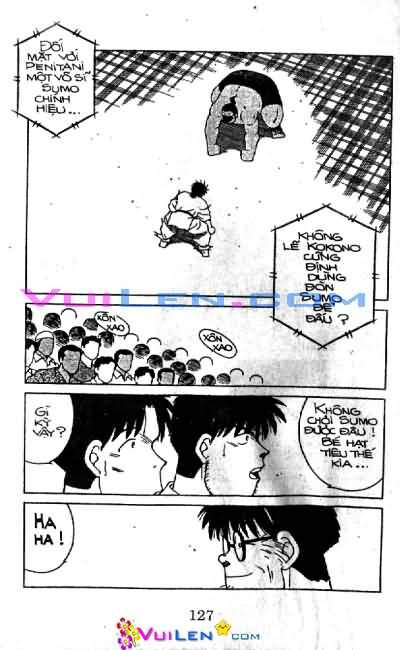 ĐỐI
MẶT VỚI
PENITANI
MỘT VÕ SĨ
SUMO
CHÍNH
HIỆU...
KHÔNG
LẼ KOKONO
CŨNG
ĐỊNH
DÙNG
ĐÒN
SUMO
ĐỂ
ĐẤU ?
VUILEN.COM
XÔN
XAO
XÔN
XAO
KHÔNG
CHƠI SUMO
ĐƯỢC ĐÂU !
BÉ HẠT
TIÊU THẾ
KIA...
GÌ
KỲ
VẬY ?
HA
HA !
127
VUILEN.COM